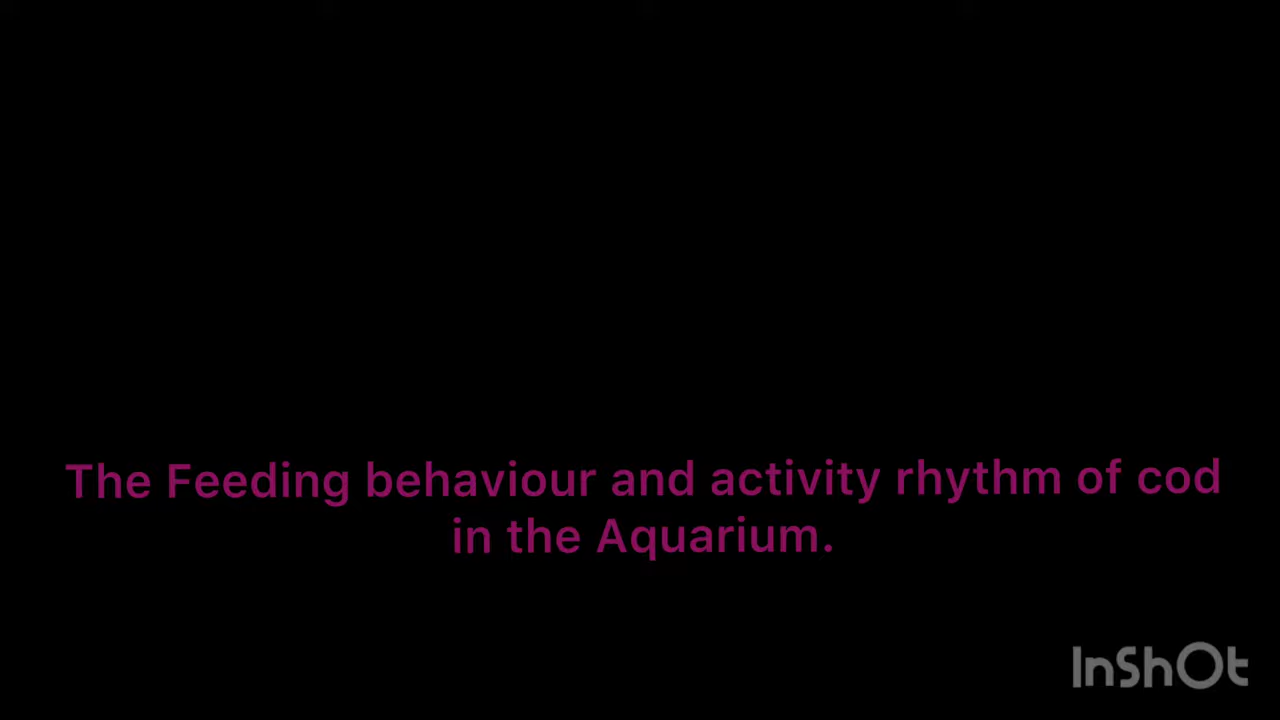 The Feeding behaviour and activity rhythm of cod
in the Aquarium.
InShOt